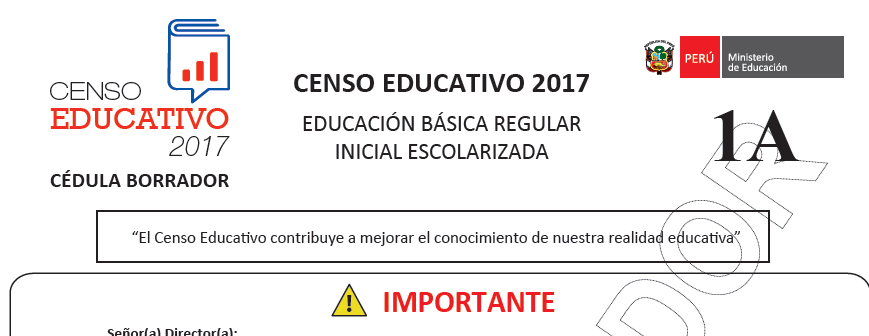 CENSO
EDUCATIVO
2017
CÉDULA BORRADOR
CENSO EDUCATIVO 2017
EDUCACIÓN BÁSICA REGULAR
INICIAL ESCOLARIZADA
PERÚ
Ministerio
de Educación
1A
“El Censo Educativo contribuye a mejorar el conocimiento de nuestra realidad educativa”
IMPORTANTE
Señor(a) Director(a):
DOR